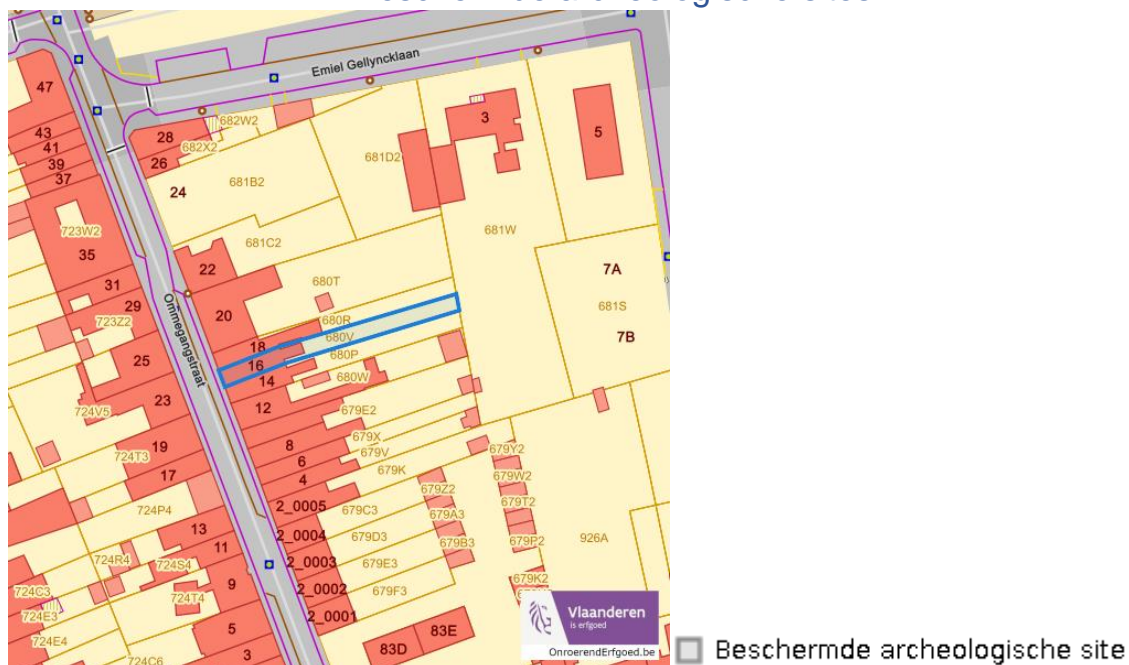 Emiel Gellyncklaan
47
3
682W2
28
5
43
41
682X2
39
26
681D2
37
24
681B2
723W2
681W
681C2
35
7A
22
31
680T
681S
29
20
Ommegangstraat
723Z2
680R
7B
18
680V
25
16
680P
14
680W
23
12
679E2
724V5
679X
8
679V
679Y2
19
724T3
6
679K
17
4
679W2
679Z2
2_0005
679C3
679T2
724P4
679A3
13
2_0004
679D3
679B3
679P2
926A
11
724R4
2_0003
724S4
679E3
9
679K2
724C3
2_0002
679F3
724T4
724E3
2_0001
Vlaanderen
is erfgoed
5
83E
724E4
83D
OnroerendErfgoed.be
3
724C6
Beschermde archeologische site